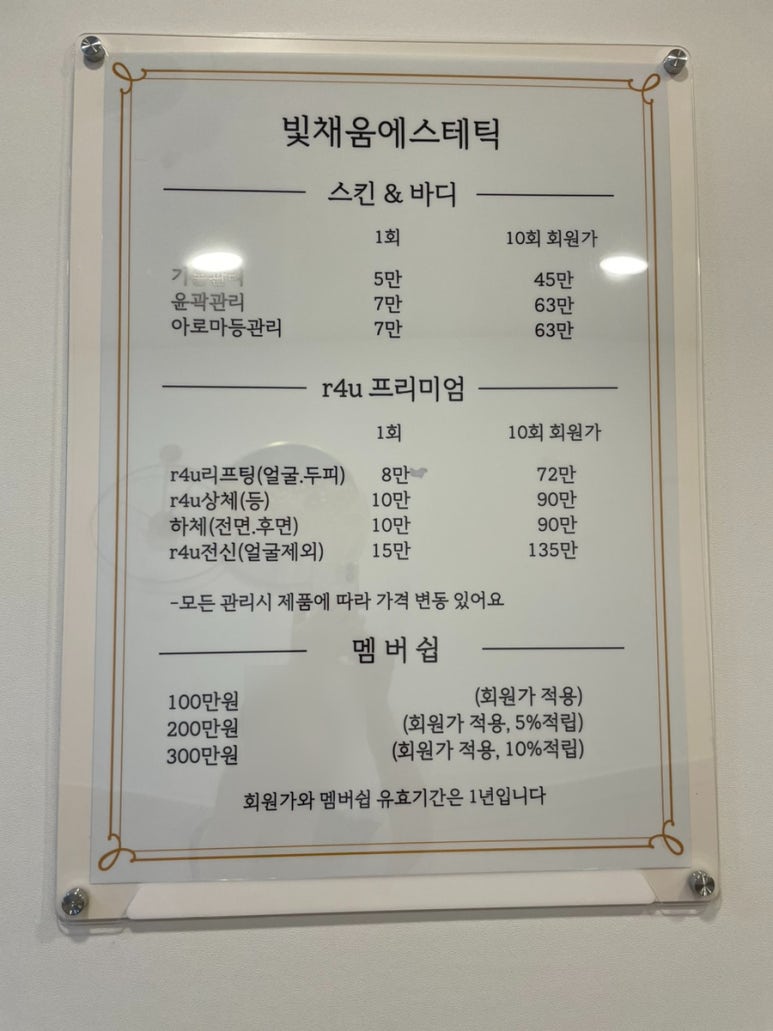 빛채움에스테틱
스킨 & 바디
1회 10회 회원가
5만 45만
윤곽관리 7만 63만
아로마등관리 7만 63만
r4u 프리미엄
1회 10회 회원가
r4u리프팅(얼굴.두피) 8만 72만
r4u상체(등) 10만 90만
하체(전면.후면) 10만 90만
r4u전신(얼굴제외) 15만 135만
-모든 관리시 제품에 따라 가격 변동 있어요
멤 버 쉽
100만원 (회원가 적용)
200만원 (회원가 적용, 5%적립)
300만원 (회원가 적용, 10%적립)
회원가와 멤버쉽 유효기간은 1년입니다